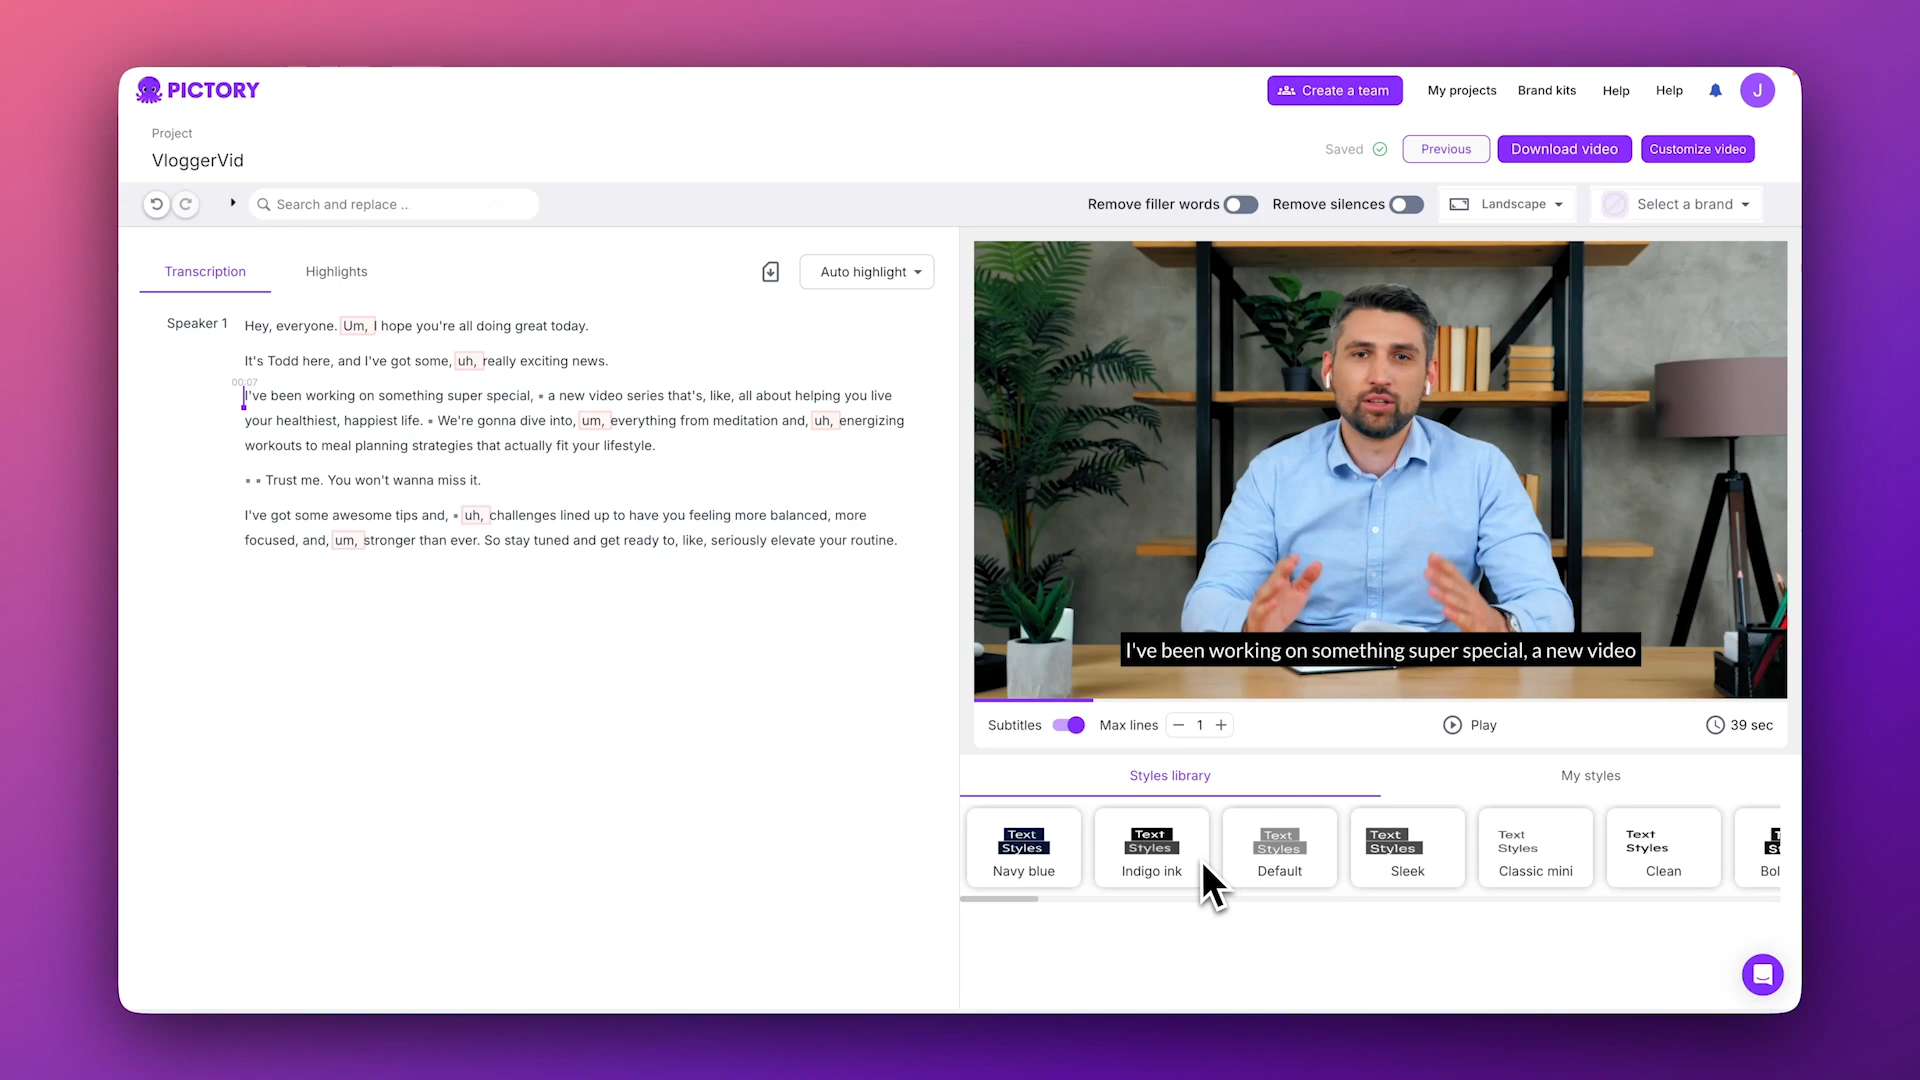 PICTORY
Create a team
My projects
Brand kits
Help
Help
J
Project
VloggerVid
Saved
Previous
Download video
Customize video
Search and replace ..
Remove filler words
Remove silences
Landscape
Select a brand
Transcription
Highlights
Auto highlight
Speaker 1
Hey, everyone. Um, I hope you're all doing great today.
It's Todd here, and I've got some, uh, really exciting news.
00:07
I've been working on something super special, a new video series that's, like, all about helping you live
your healthiest, happiest life. We're gonna dive into, um, everything from meditation and, uh, energizing
workouts to meal planning strategies that actually fit your lifestyle.
Trust me. You won't wanna miss it.
I've got some awesome tips and, uh, challenges lined up to have you feeling more balanced, more
focused, and, um, stronger than ever. So stay tuned and get ready to, like, seriously elevate your routine.
I've been working on something super special, a new video
Subtitles
Max lines
1
Play
39 sec
Styles library
My styles
Text
Styles
Navy blue
Text
Styles
Indigo ink
Text
Styles
Default
Text
Styles
Sleek
Text
Styles
Classic mini
Text
Styles
Clean
Bol